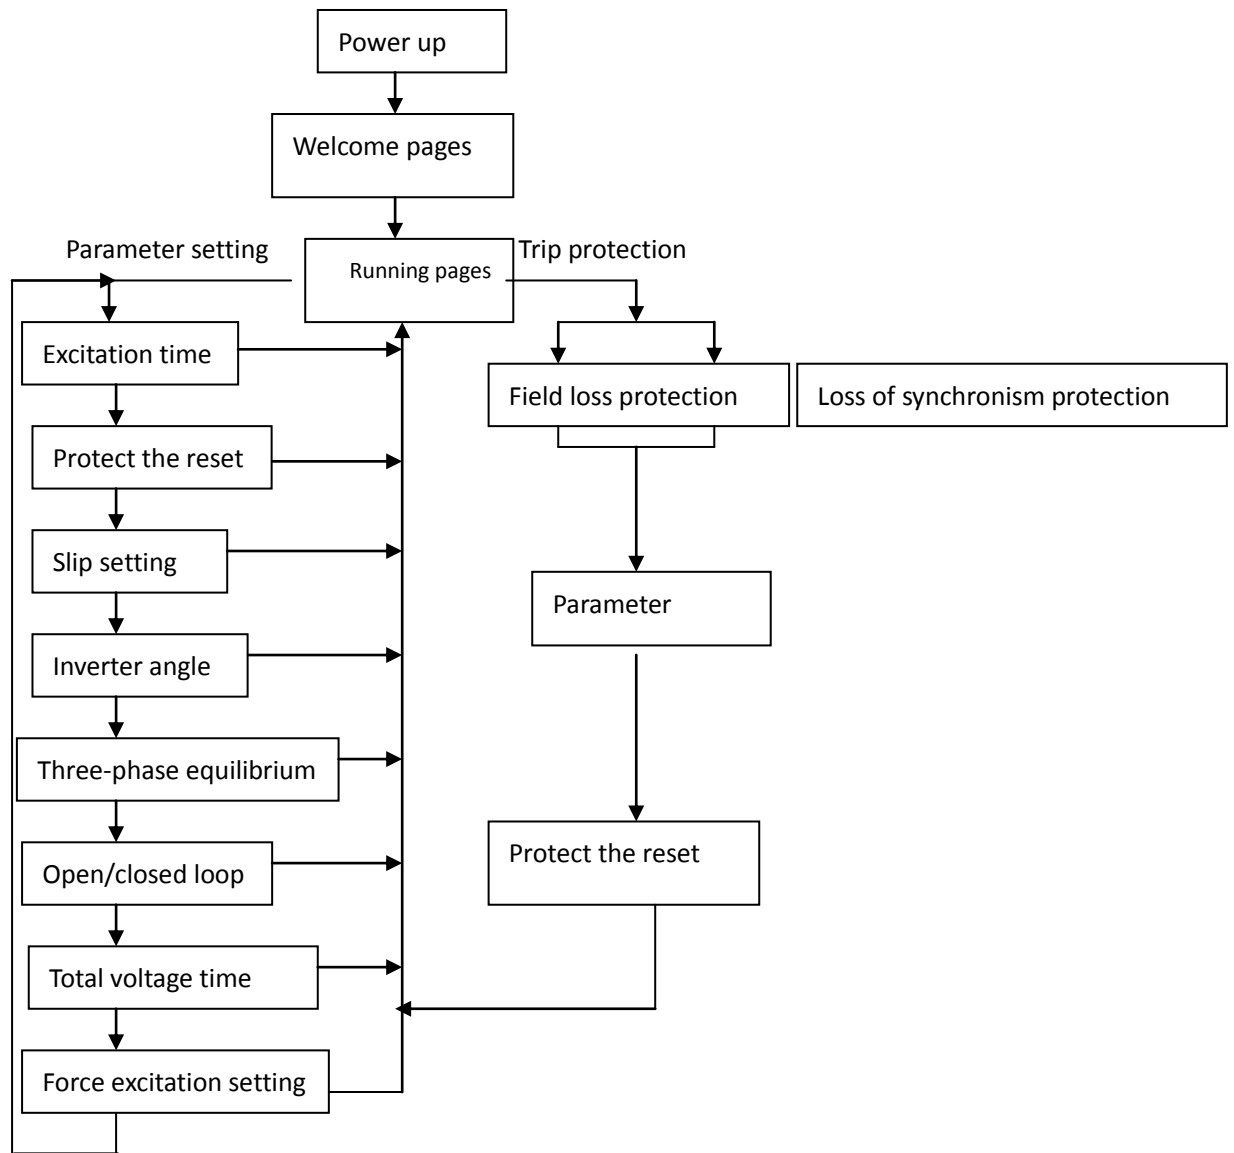 Power up
Welcome pages
Parameter setting
Running pages
Trip protection
Excitation time
Field loss protection
Loss of synchronism protection
Protect the reset
Slip setting
Parameter
Inverter angle
Three-phase equilibrium
Protect the reset
Open/closed loop
Total voltage time
Force excitation setting